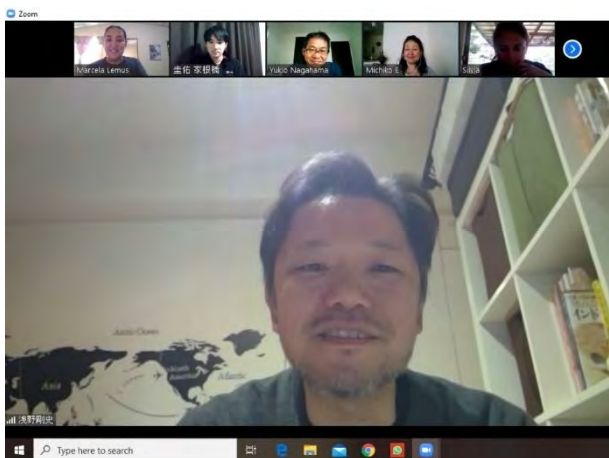 Zoom
Marcela Lemus
圭佑 家根橋
Yukio Nagahama
Michiko E
Silvia
Arctic Ocean
Asia
North
America
Atlantic
インド
浅野剛史
Type here to search